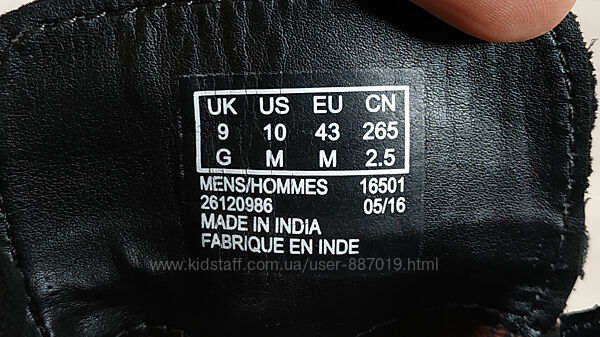 UK US EU CN
9 10 43 265
G M M 2.5
MENS/HOMMES 16501
26120986 05/16
MADE IN INDIA
FABRIQUE EN INDE
www.kidstaff.com.ua/user-887019.html